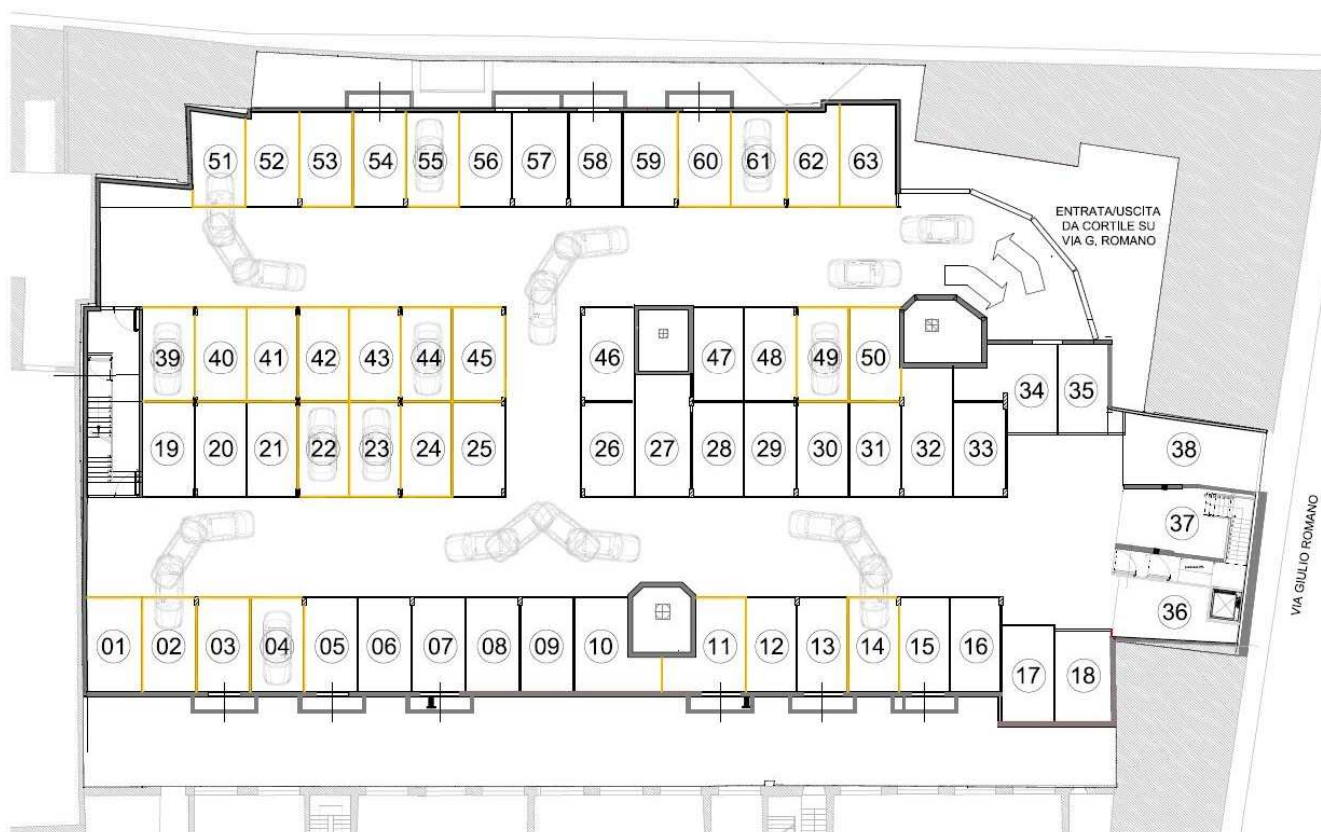 51 52 53 54 55 56 57 58 59 60 61 62 63
ENTRATA/USCITA
DA CORTILE SU
VIA G. ROMANO
39 40 41 42 43 44 45 46 47 48 49 50
34 35
19 20 21 22 23 24 25 26 27 28 29 30 31 32 33
38
37
36
VIA GIULIO ROMANO
01 02 03 04 05 06 07 08 09 10 11 12 13 14 15 16
17 18